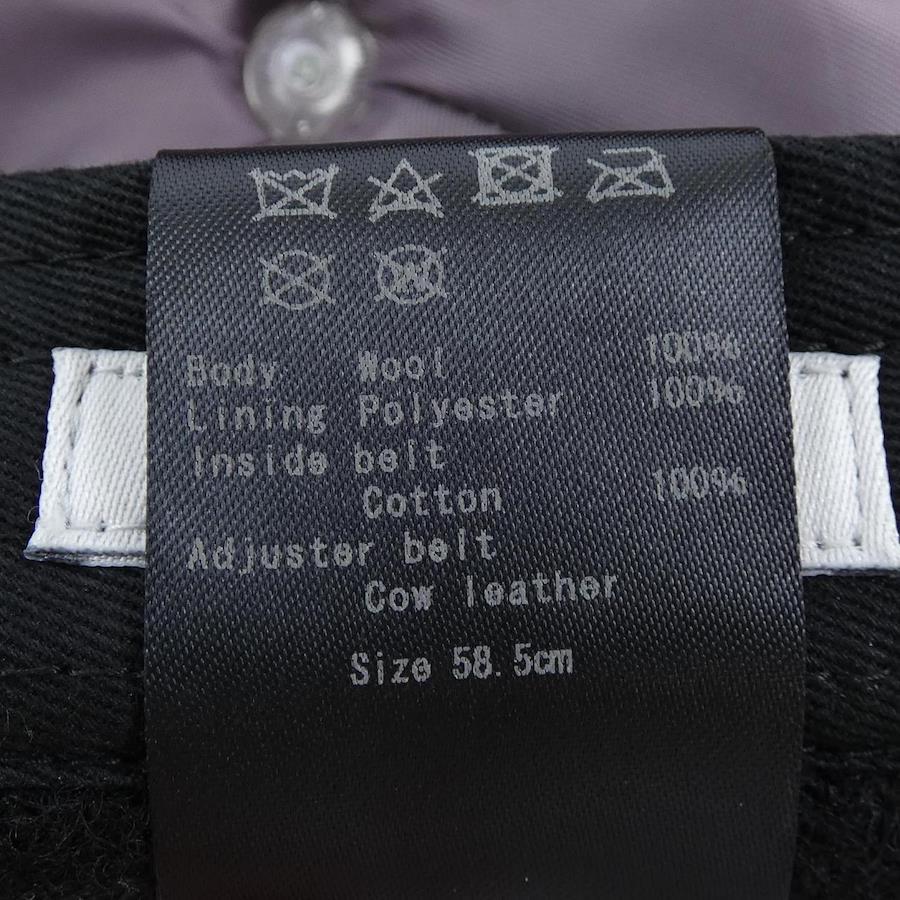 Body Wool 100%
Lining Polyester 100%
Inside belt
Cotton 100%
Adjuster belt
Cow leather
Size 58.5cm